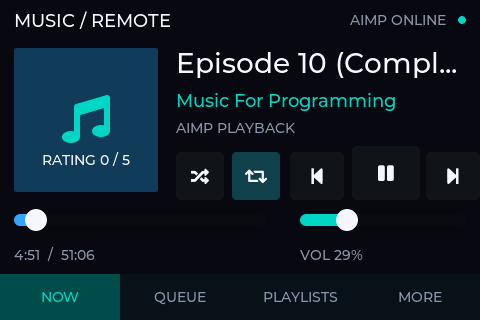 MUSIC / REMOTE
AIMP ONLINE
Episode 10 (Compl...
Music For Programming
AIMP PLAYBACK
RATING 0 / 5
4:51 / 51:06
VOL 29%
NOW
QUEUE
PLAYLISTS
MORE